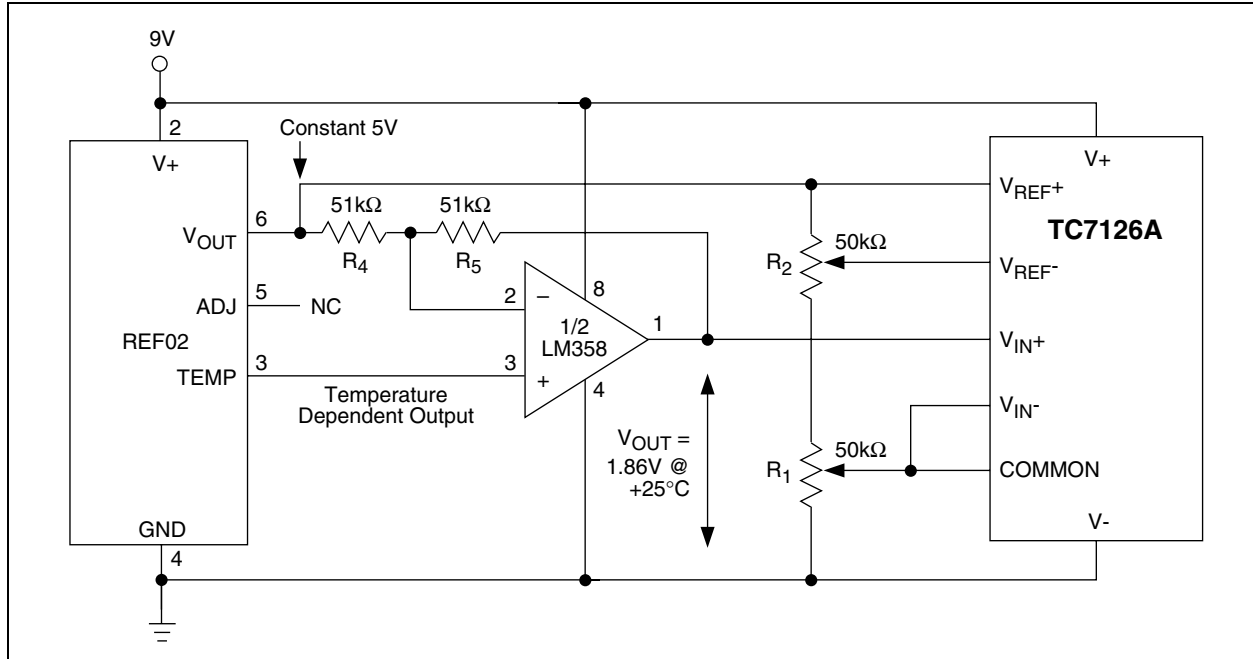 9V
2
V+
Constant 5V
V+
6
VOUT
51kΩ
R4
51kΩ
R5
50kΩ
R2
VREF+
TC7126A
VREF-
5
ADJ
NC
REF02
2
–
8
1/2
LM358
1
VIN+
3
TEMP
3
+
4
Temperature
Dependent Output
VOUT =
1.86V @
+25°C
50kΩ
R1
VIN-
COMMON
V-
GND
4